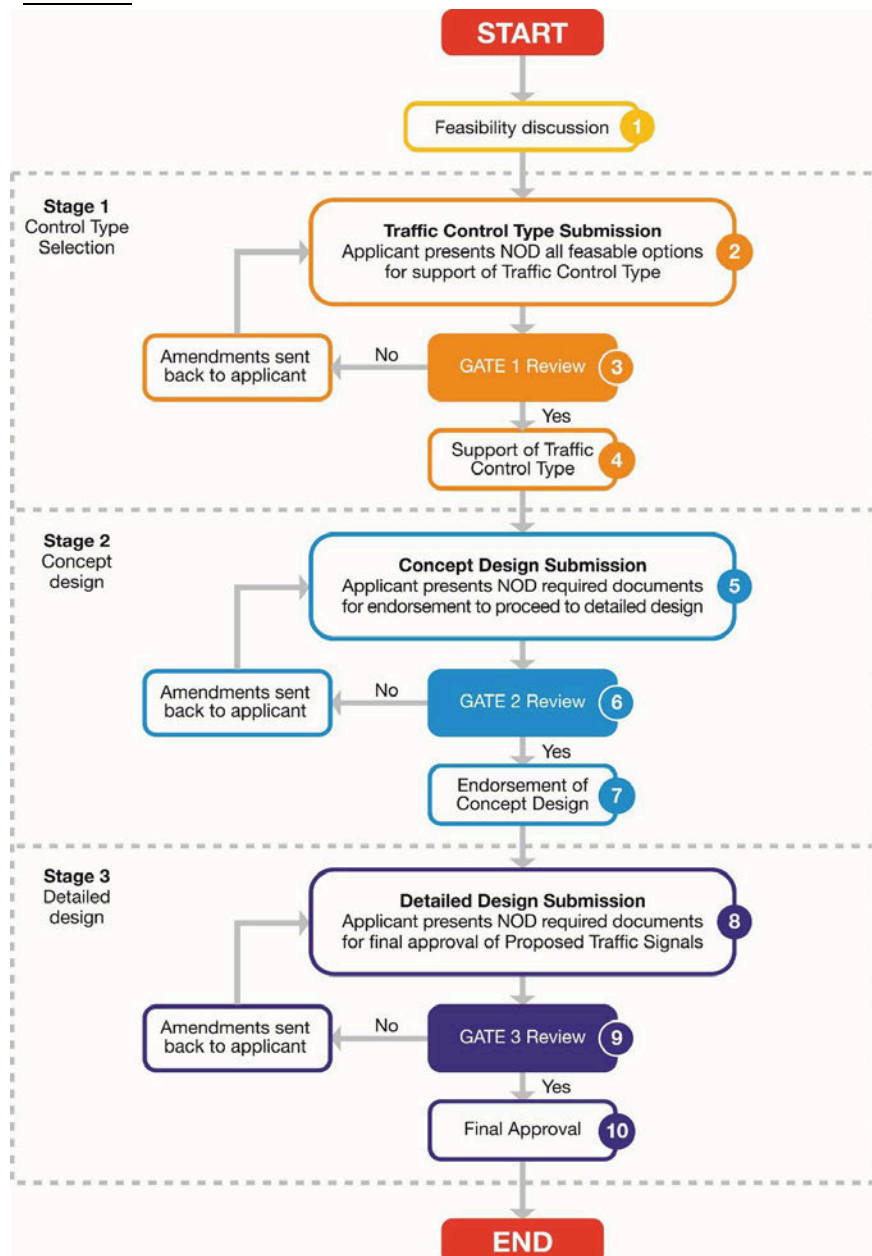 START
Feasibility discussion
1
Stage 1
Control Type
Selection
Traffic Control Type Submission
Applicant presents NOD all feasable options
for support of Traffic Control Type
2
Amendments sent
back to applicant
No
GATE 1 Review
3
Yes
Support of Traffic
Control Type
4
Stage 2
Concept
design
Concept Design Submission
Applicant presents NOD required documents
for endorsement to proceed to detailed design
5
Amendments sent
back to applicant
No
GATE 2 Review
6
Yes
Endorsement of
Concept Design
7
Stage 3
Detailed
design
Detailed Design Submission
Applicant presents NOD required documents
for final approval of Proposed Traffic Signals
8
Amendments sent
back to applicant
No
GATE 3 Review
9
Yes
Final Approval
10
END